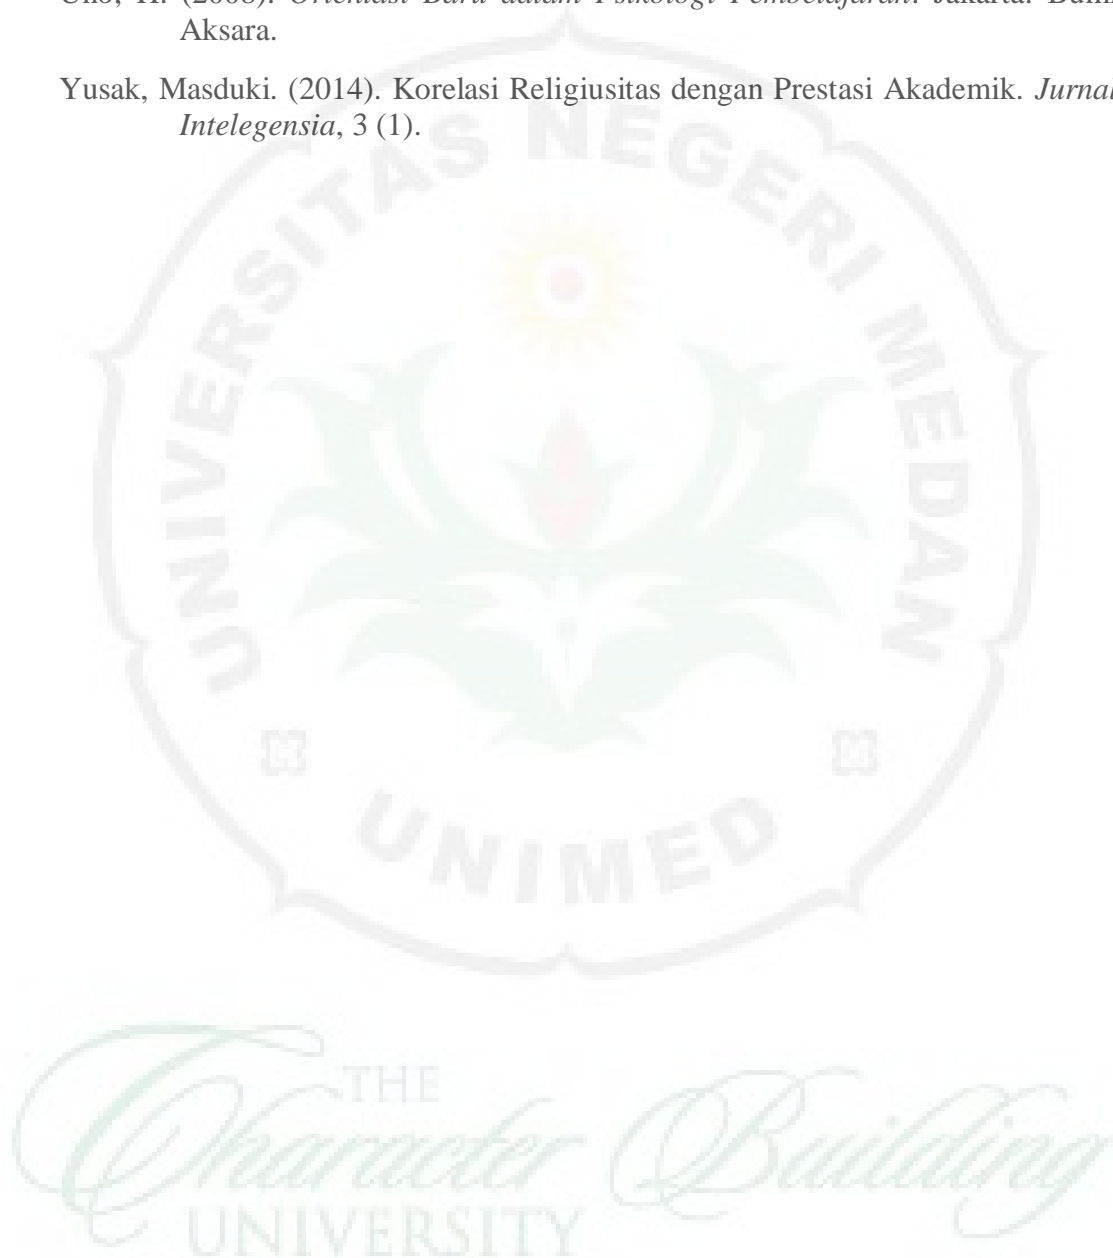 Uno, H. (2008). Orientasi Baru dalam Psikologi Pembelajaran. Jakarta: Bumi
Aksara.
Yusak, Masduki. (2014). Korelasi Religiusitas dengan Prestasi Akademik. Jurnal
Intelegensia, 3 (1).
UNIVERSITAS NEGERI MEDAN
UNIMED
THE
Character Building
UNIVERSITY